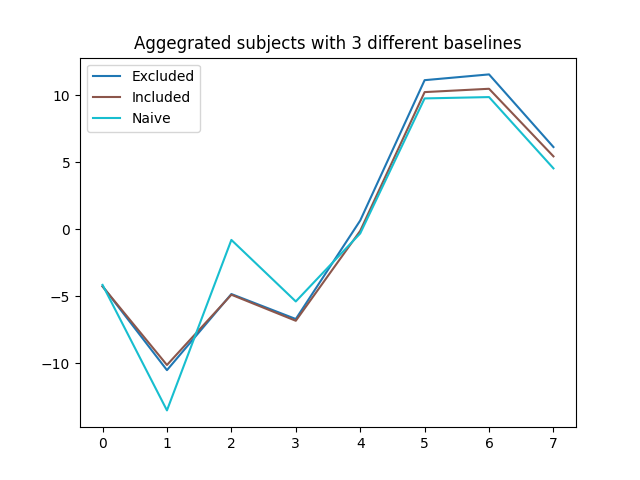 Aggegrated subjects with 3 different baselines
Excluded
Included
Naive
10
5
0
−5
−10
0 1 2 3 4 5 6 7